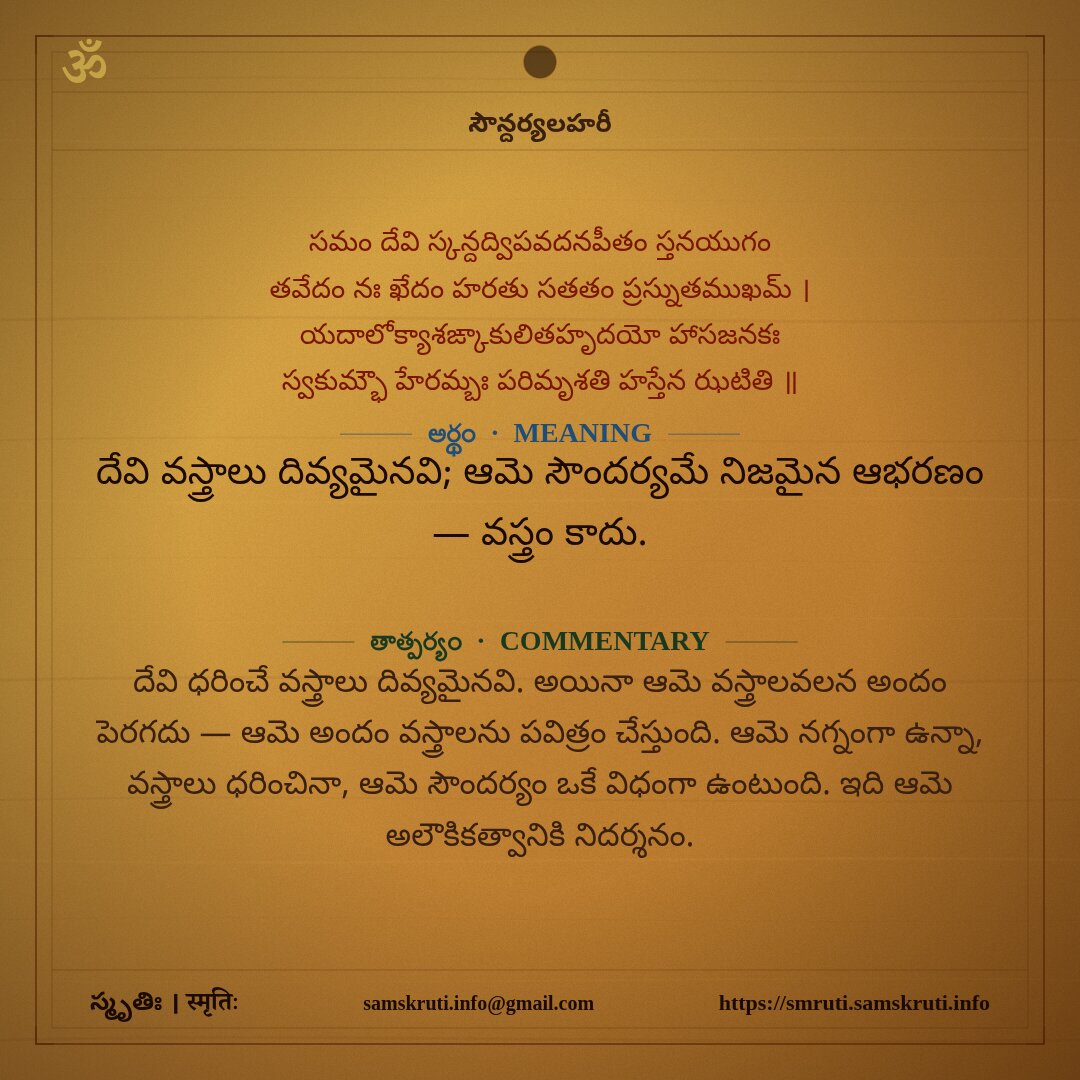 ॐ
సౌన్దర్యలహరీ
సమం దేవి స్కన్దద్విపవదనపీతం స్తనయుగం
తవేదం నః ఖేదం హరతు సతతం ప్రస్నుతముఖమ్ |
యదాలోక్యాశఙ్కాకులితహృదయో హాసజనకః
స్వకుమ్భౌ హేరమ్బః పరిమృశతి హస్తేన ఝటితి ‖
అర్థం · MEANING
దేవి వస్త్రాలు దివ్యమైనవి; ఆమె సౌందర్యమే నిజమైన ఆభరణం
— వస్త్రం కాదు.
తాత్పర్యం · COMMENTARY
దేవి ధరించే వస్త్రాలు దివ్యమైనవి. అయినా ఆమె వస్త్రాలవలన అందం
పెరగదు — ఆమె అందం వస్త్రాలను పవిత్రం చేస్తుంది. ఆమె నగ్నంగా ఉన్నా,
వస్త్రాలు ధరించినా, ఆమె సౌందర్యం ఒకే విధంగా ఉంటుంది. ఇది ఆమె
అలౌకికత్వానికి నిదర్శనం.
స్మృతిః | स्मृतिः samskruti.info@gmail.com https://smruti.samskruti.info